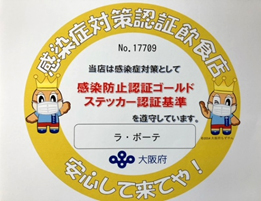 感染症対策認証飲食店
No.17709
当店は感染症対策として
感染防止認証ゴールド
ステッカー認証基準
を遵守しています。
ラ・ポーテ
大阪府
安心して来てや!